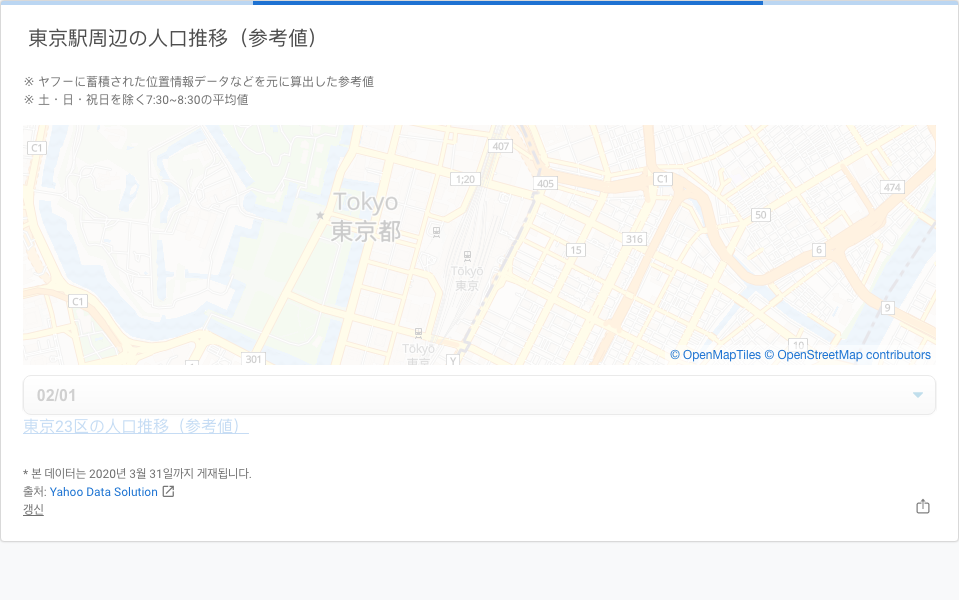 東京駅周辺の人口推移（参考値）
※ ヤフーに蓄積された位置情報データなどを元に算出した参考値
※ 土・日・祝日を除く7:30~8:30の平均値
C1
407
1;20
405
C1
474
Tokyo
東京都
50
316
15
6
Tōkyō
東京
C1
9
10
301
1
Tōkyō
東京
Y
© OpenMapTiles © OpenStreetMap contributors
02/01
東京23区の人口推移（参考値）
* 본 데이터는 2020년 3월 31일까지 게재됩니다.
출처: Yahoo Data Solution
갱신